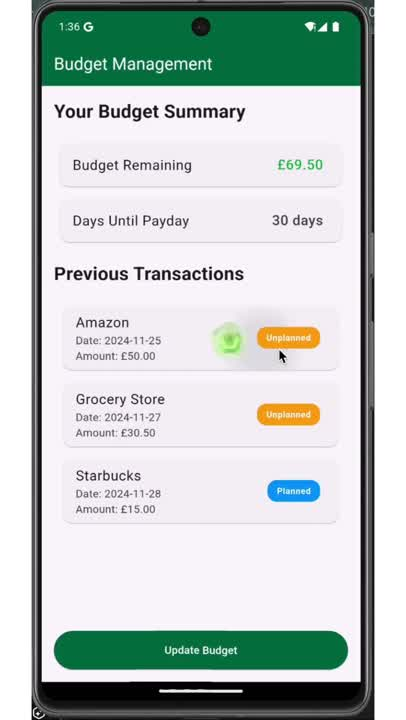 1:36 G
Budget Management
Your Budget Summary
Budget Remaining £69.50
Days Until Payday 30 days
Previous Transactions
Amazon
Date: 2024-11-25
Amount: £50.00
Unplanned
Grocery Store
Date: 2024-11-27
Amount: £30.50
Unplanned
Starbucks
Date: 2024-11-28
Amount: £15.00
Planned
Update Budget